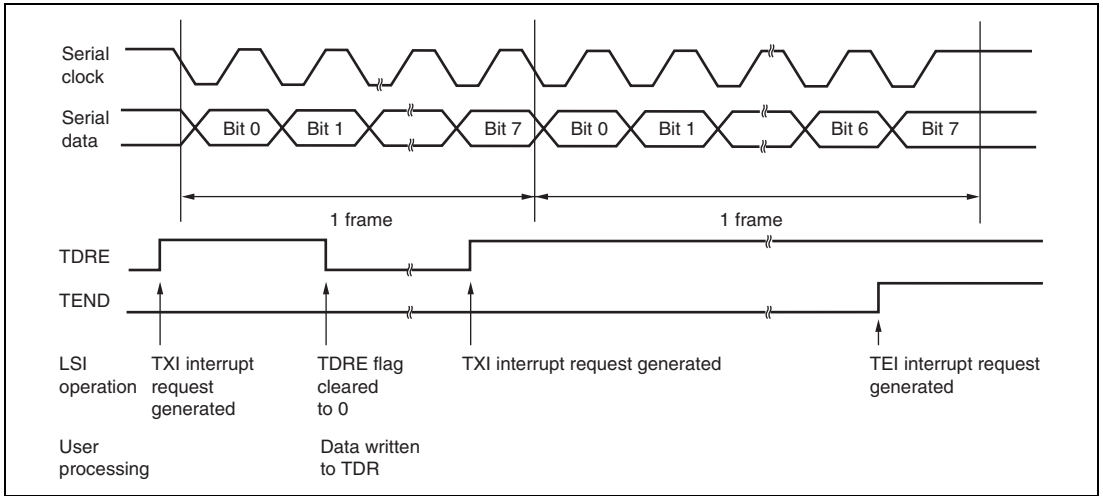 Serial
clock
Serial
data
Bit 0 Bit 1 Bit 7 Bit 0 Bit 1 Bit 6 Bit 7
1 frame 1 frame
TDRE
TEND
LSI
operation
TXI interrupt
request
generated
TDRE flag
cleared
to 0
TXI interrupt request generated
TEI interrupt request
generated
User
processing
Data written
to TDR